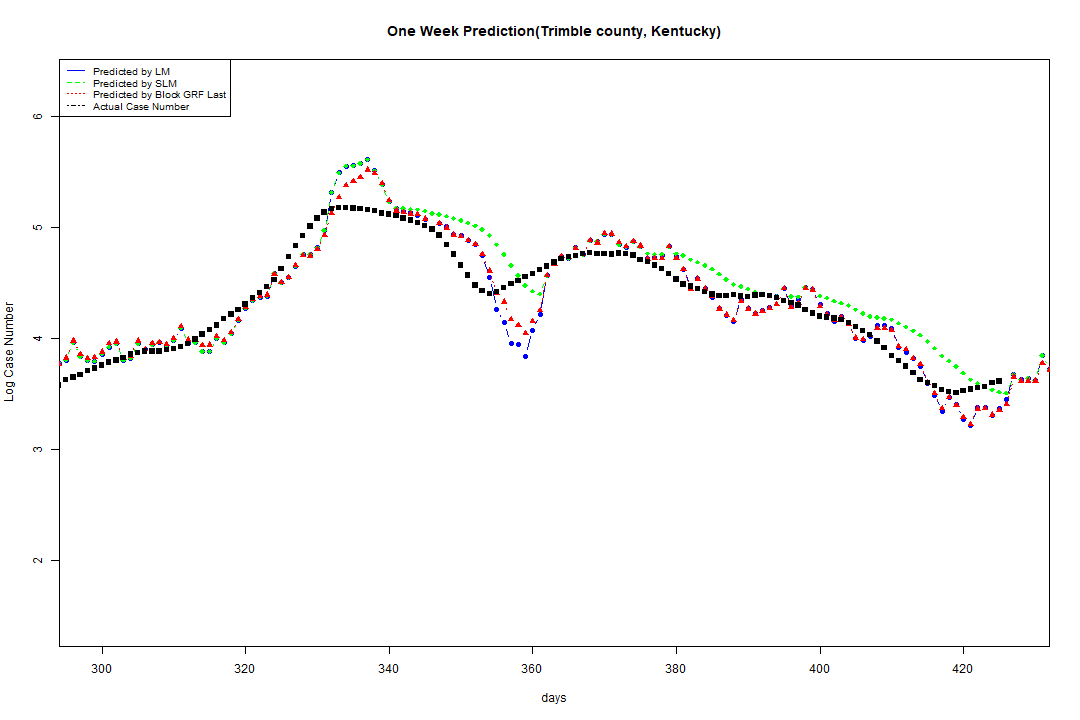 One Week Prediction(Trimble county, Kentucky)
Predicted by LM
Predicted by SLM
Predicted by Block GRF Last
Actual Case Number
6
5
4
3
2
Log Case Number
300 320 340 360 380 400 420
days